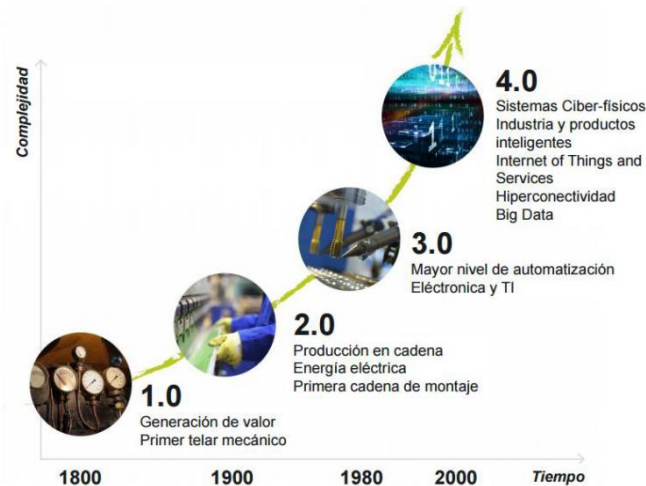 Complejidad
4.0
Sistemas Ciber-físicos
Industria y productos
inteligentes
Internet of Things and
Services
Hiperconectividad
Big Data
3.0
Mayor nivel de automatización
Eléctronica y TI
2.0
Producción en cadena
Energía eléctrica
Primera cadena de montaje
1.0
Generación de valor
Primer telar mecánico
1800 1900 1980 2000 Tiempo